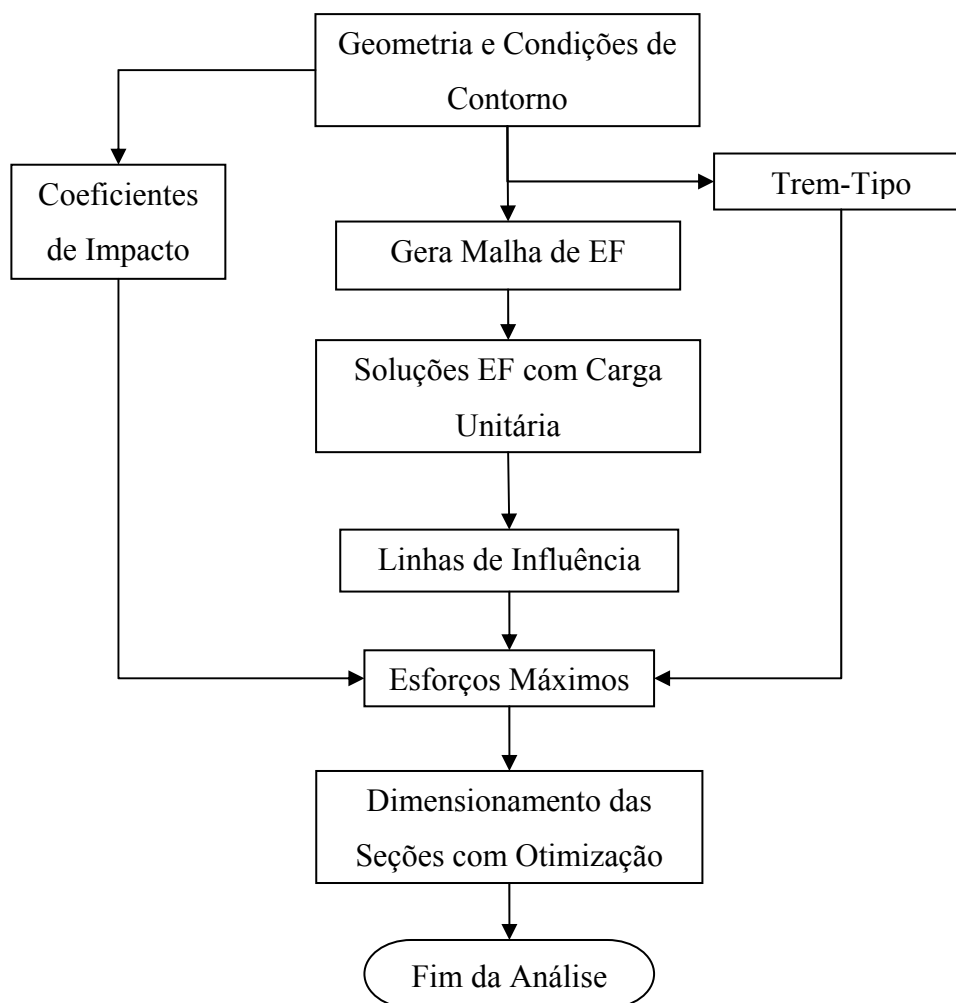 Geometria e Condições de
Contorno
Coeficientes
de Impacto
Trem-Tipo
Gera Malha de EF
Soluções EF com Carga
Unitária
Linhas de Influência
Esforços Máximos
Dimensionamento das
Seções com Otimização
Fim da Análise